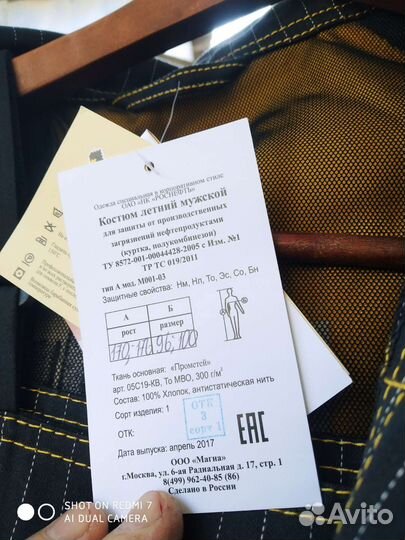 Одежда специальная в корпоративном стиле
ОАО «НК «РОСНЕФТЬ»
Костюм летний мужской
для защиты от производственных
загрязнений нефтепродуктами
(куртка, полукомбинезон)
ТУ 8572-001-00044428-2005 с Изм. №1
ТР ТС 019/2011
тип А мод. М001-03
Защитные свойства: Нм, Нл, То, Эс, Со, Бн
А Б
рост размер
170-176 96,100
Ткань основная: «Прометей»
арт. 05С19-КВ, То МВО, 300 г/м²
Состав: 100% Хлопок, антистатическая нить
Сорт изделия: 1
ОТК:
ОТК
3
сорт 1
Дата выпуска: апрель 2017
ЕАС
ООО «Магна»
г.Москва, ул. 6-ая Радиальная д. 17, стр. 1
8(499) 962-40-85 (86)
Сделано в России
SHOT ON REDMI 7
AI DUAL CAMERA
Avito